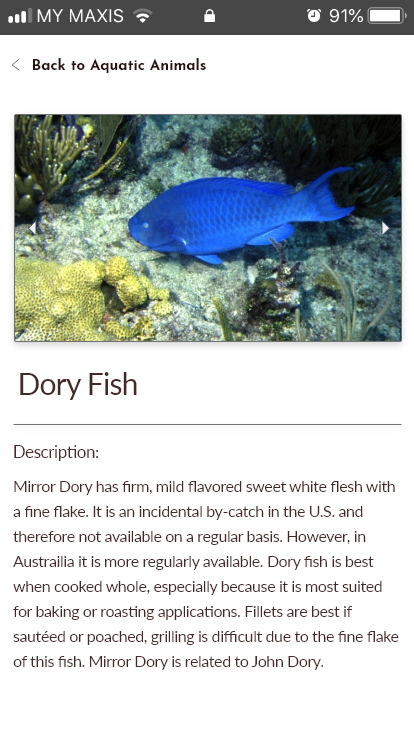 MY MAXIS 91%
Back to Aquatic Animals
Dory Fish
Description:
Mirror Dory has firm, mild flavored sweet white flesh with
a fine flake. It is an incidental by-catch in the U.S. and
therefore not available on a regular basis. However, in
Austrailia it is more regularly available. Dory fish is best
when cooked whole, especially because it is most suited
for baking or roasting applications. Fillets are best if
sautéed or poached, grilling is difficult due to the fine flake
of this fish. Mirror Dory is related to John Dory.